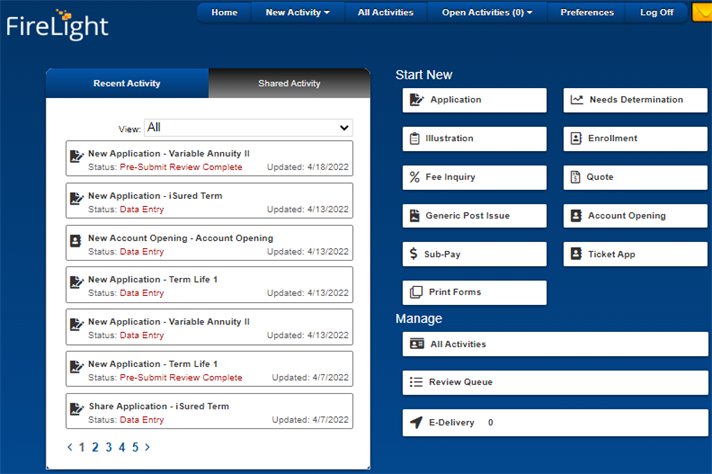 FireLight
Home New Activity All Activities Open Activities (0) Preferences Log Off
Recent Activity Shared Activity
View: All
New Application - Variable Annuity II
Status: Pre-Submit Review Complete Updated: 4/18/2022
New Application - iSured Term
Status: Data Entry Updated: 4/13/2022
New Account Opening - Account Opening
Status: Data Entry Updated: 4/13/2022
New Application - Term Life 1
Status: Data Entry Updated: 4/13/2022
New Application - Variable Annuity II
Status: Data Entry Updated: 4/13/2022
New Application - Term Life 1
Status: Pre-Submit Review Complete Updated: 4/7/2022
Share Application - iSured Term
Status: Data Entry Updated: 4/7/2022
< 1 2 3 4 5 >
Start New
Application Needs Determination
Illustration Enrollment
Fee Inquiry Quote
Generic Post Issue Account Opening
Sub-Pay Ticket App
Print Forms
Manage
All Activities
Review Queue
E-Delivery 0